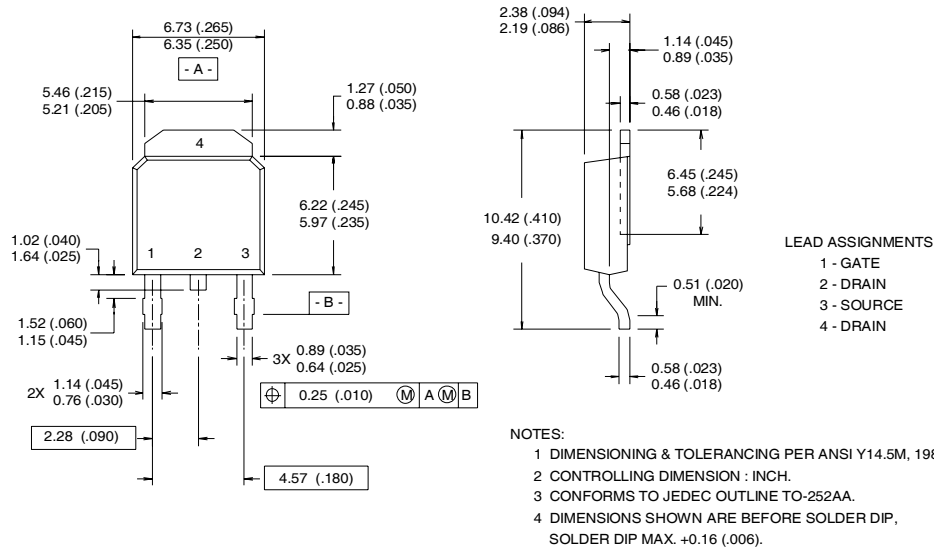 6.73 (.265)
6.35 (.250)
- A -
5.46 (.215)
5.21 (.205)
1.27 (.050)
0.88 (.035)
4
6.22 (.245)
5.97 (.235)
1.02 (.040)
1.64 (.025)
1 2 3
- B -
1.52 (.060)
1.15 (.045)
3X 0.89 (.035)
0.64 (.025)
2X 1.14 (.045)
0.76 (.030)
⌖ 0.25 (.010) Ⓜ A Ⓜ B
2.28 (.090)
4.57 (.180)
2.38 (.094)
2.19 (.086)
1.14 (.045)
0.89 (.035)
0.58 (.023)
0.46 (.018)
6.45 (.245)
5.68 (.224)
10.42 (.410)
9.40 (.370)
0.51 (.020)
MIN.
0.58 (.023)
0.46 (.018)
LEAD ASSIGNMENTS
1 - GATE
2 - DRAIN
3 - SOURCE
4 - DRAIN
NOTES:
1 DIMENSIONING & TOLERANCING PER ANSI Y14.5M, 198
2 CONTROLLING DIMENSION : INCH.
3 CONFORMS TO JEDEC OUTLINE TO-252AA.
4 DIMENSIONS SHOWN ARE BEFORE SOLDER DIP,
SOLDER DIP MAX. +0.16 (.006).